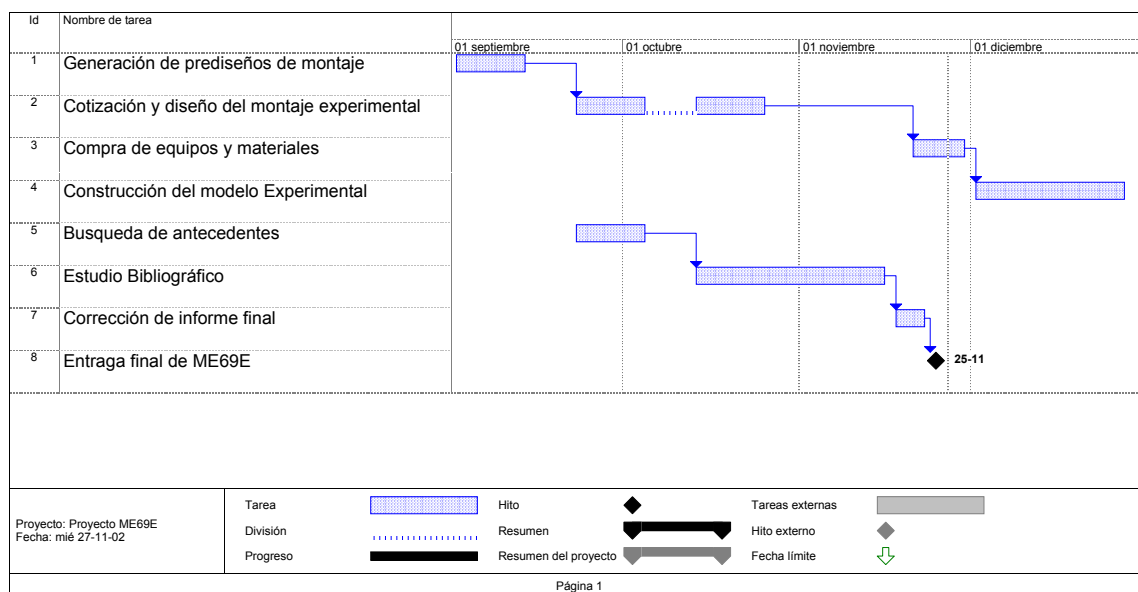 Id Nombre de tarea
01 septiembre 01 octubre 01 noviembre 01 diciembre
1 Generación de prediseños de montaje
2 Cotización y diseño del montaje experimental
3 Compra de equipos y materiales
4 Construcción del modelo Experimental
5 Busqueda de antecedentes
6 Estudio Bibliográfico
7 Corrección de informe final
8 Entraga final de ME69E 25-11
Proyecto: Proyecto ME69E
Fecha: mié 27-11-02
Tarea Hito Tareas externas
División Resumen Hito externo
Progreso Resumen del proyecto Fecha límite
Página 1